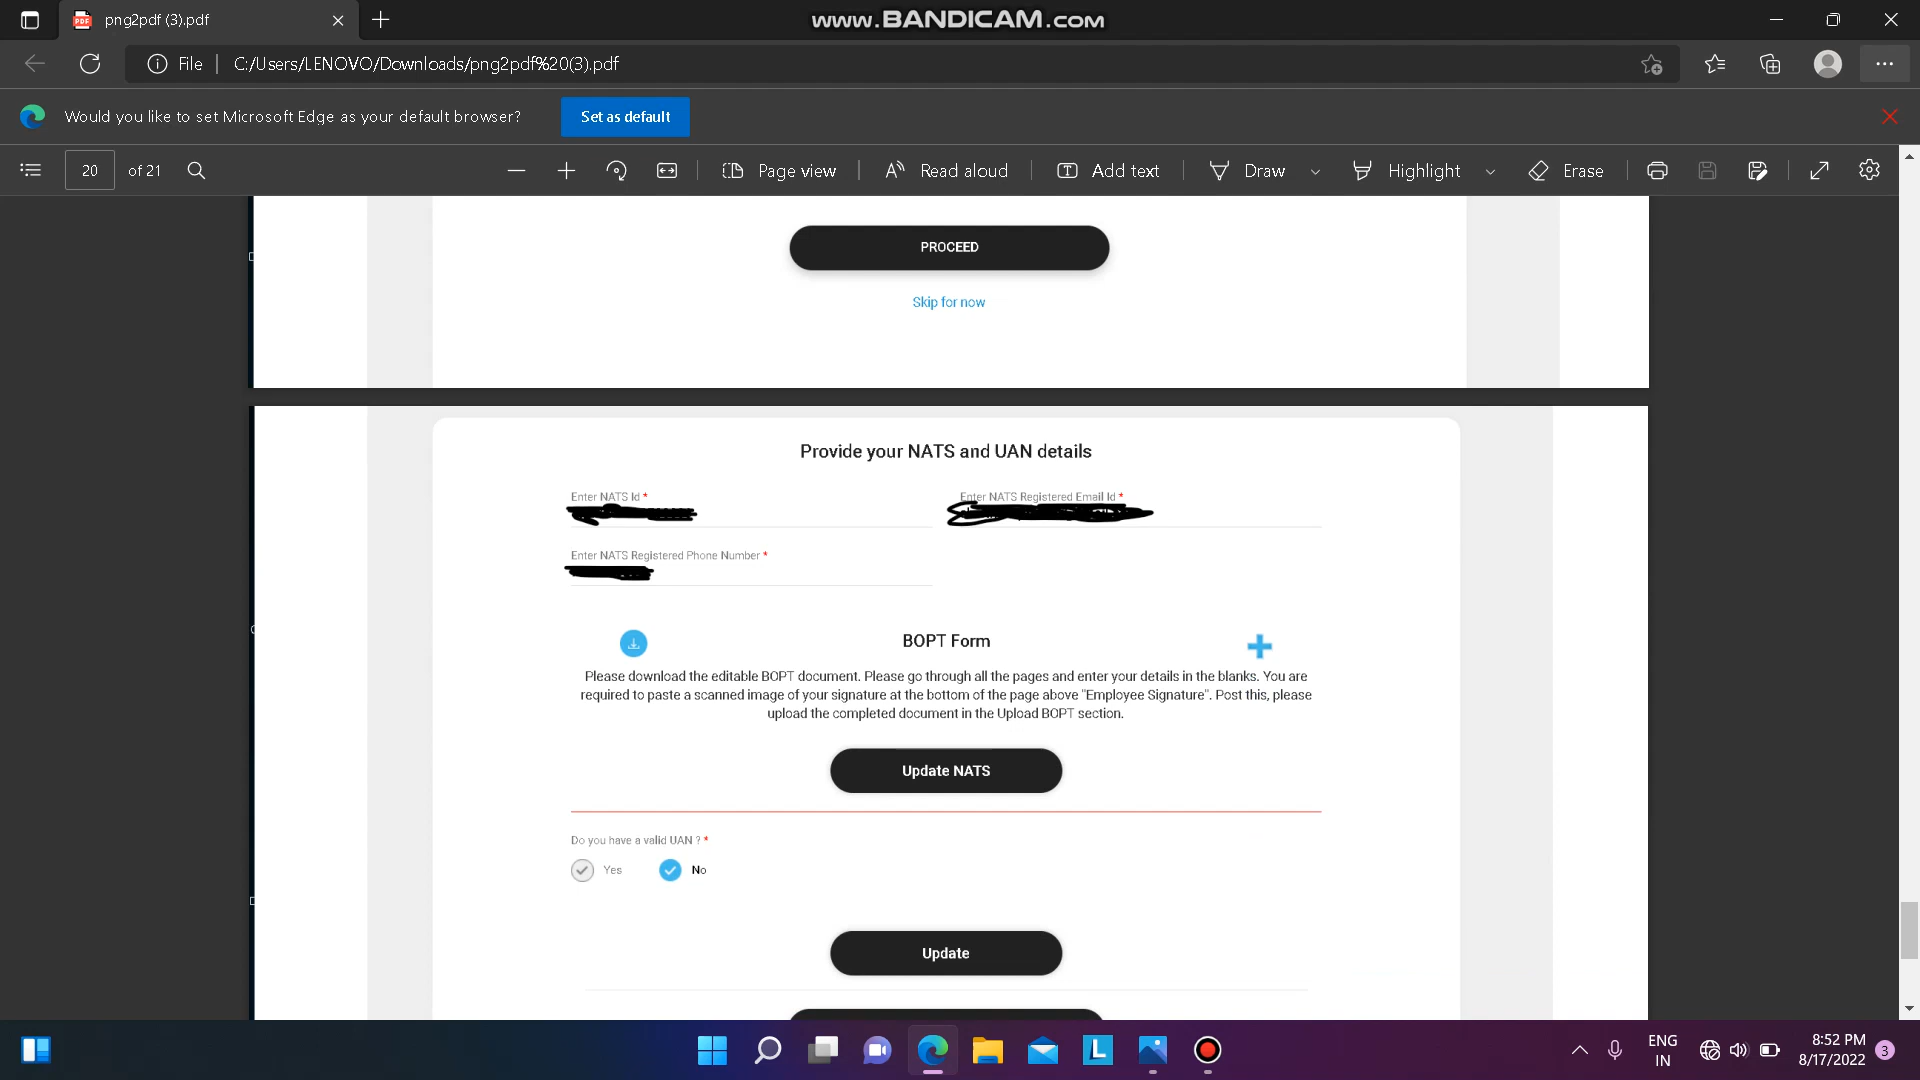 png2pdf (3).pdf
www.BANDICAM.com
File
C:/Users/LENOVO/Downloads/png2pdf%20(3).pdf
Would you like to set Microsoft Edge as your default browser?
Set as default
20 of 21
Page view
Read aloud
Add text
Draw
Highlight
Erase
PROCEED
Skip for now
Provide your NATS and UAN details
Enter NATS Id *
Enter NATS Registered Email Id *
Enter NATS Registered Phone Number *
BOPT Form
Please download the editable BOPT document. Please go through all the pages and enter your details in the blanks. You are
required to paste a scanned image of your signature at the bottom of the page above "Employee Signature". Post this, please
upload the completed document in the Upload BOPT section.
Update NATS
Do you have a valid UAN ? *
Yes
No
Update
ENG
IN
8:52 PM
8/17/2022
3